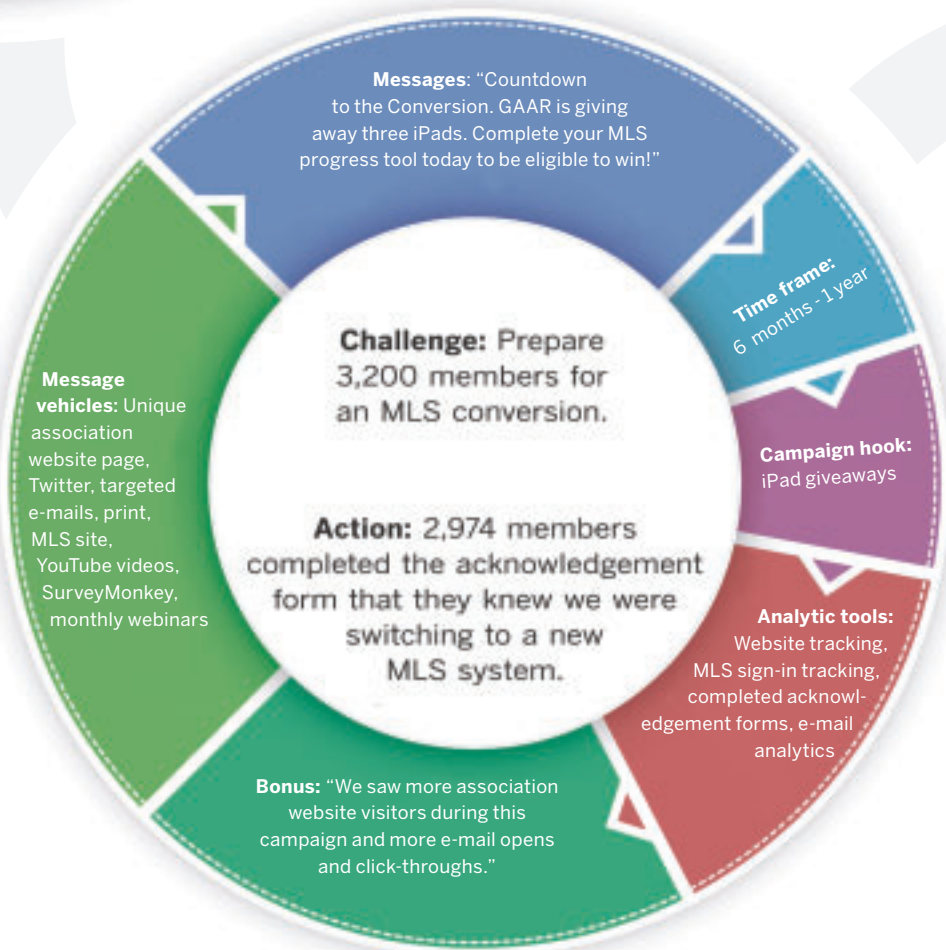 Messages: “Countdown
to the Conversion. GAAR is giving
away three iPads. Complete your MLS
progress tool today to be eligible to win!”
Time frame:
6 months - 1 year
Campaign hook:
iPad giveaways
Analytic tools:
Website tracking,
MLS sign-in tracking,
completed acknowl-
edgement forms, e-mail
analytics
Bonus: “We saw more association
website visitors during this
campaign and more e-mail opens
and click-throughs.”
Message
vehicles: Unique
association
website page,
Twitter, targeted
e-mails, print,
MLS site,
YouTube videos,
SurveyMonkey,
monthly webinars
Challenge: Prepare
3,200 members for
an MLS conversion.
Action: 2,974 members
completed the acknowledgement
form that they knew we were
switching to a new
MLS system.